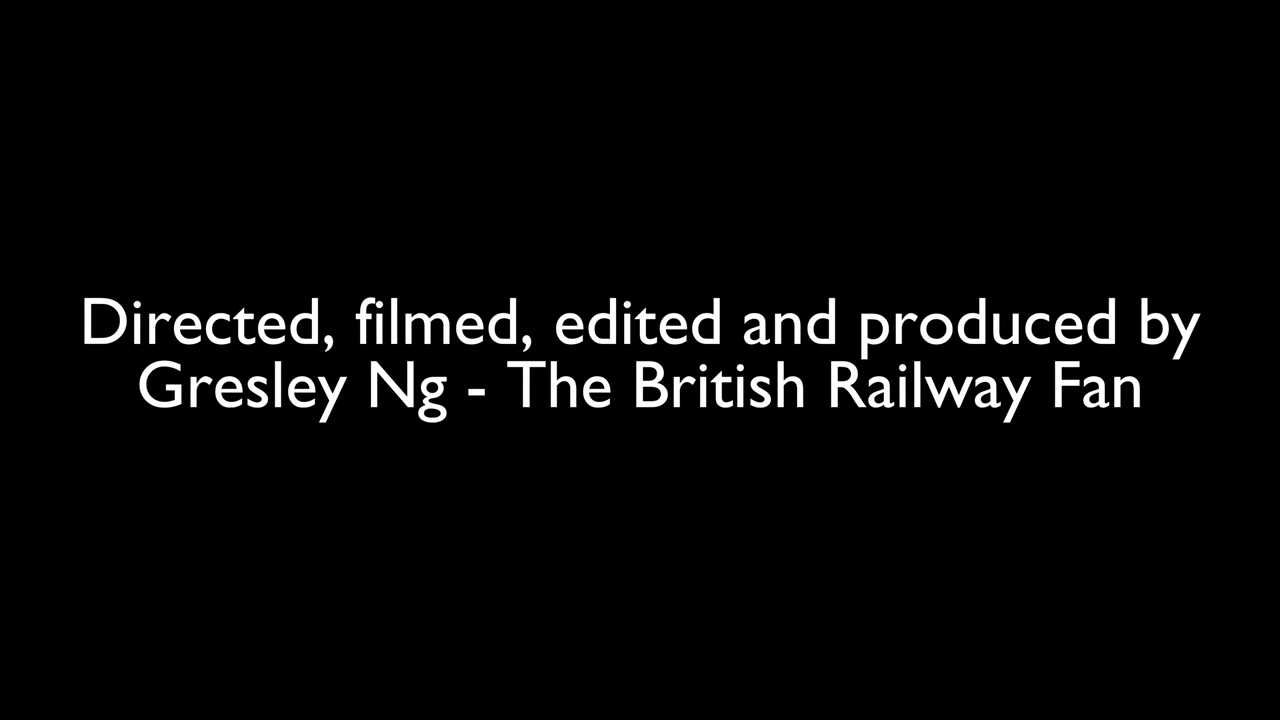 Directed, filmed, edited and produced by
Gresley Ng - The British Railway Fan